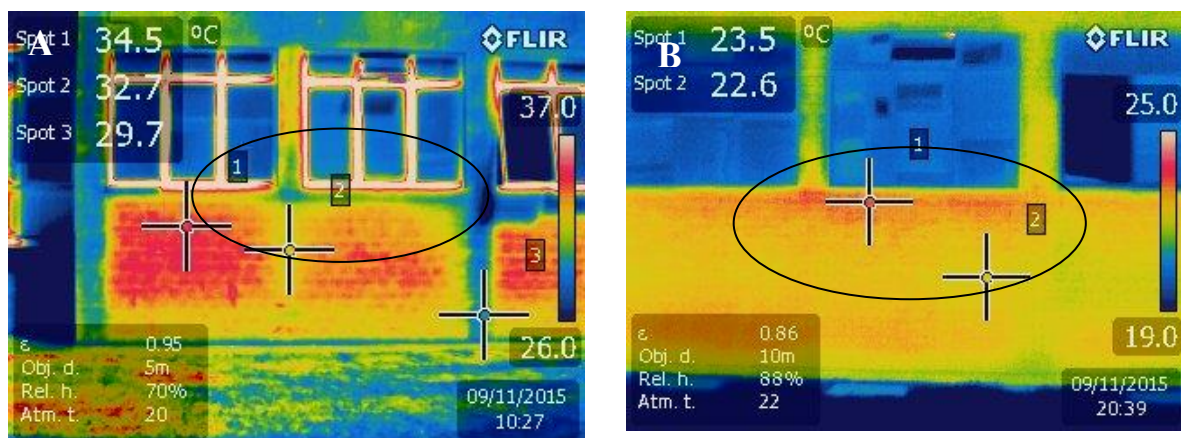 A
Spot 1 34.5 °C
Spot 2 32.7
Spot 3 29.7
FLIR
37.0
1
2
3
26.0
ε 0.95
Obj. d. 5m
Rel. h. 70%
Atm. t. 20
09/11/2015
10:27
B
Spot 1 23.5 °C
Spot 2 22.6
FLIR
25.0
1
2
19.0
ε 0.86
Obj. d. 10m
Rel. h. 88%
Atm. t. 22
09/11/2015
20:39